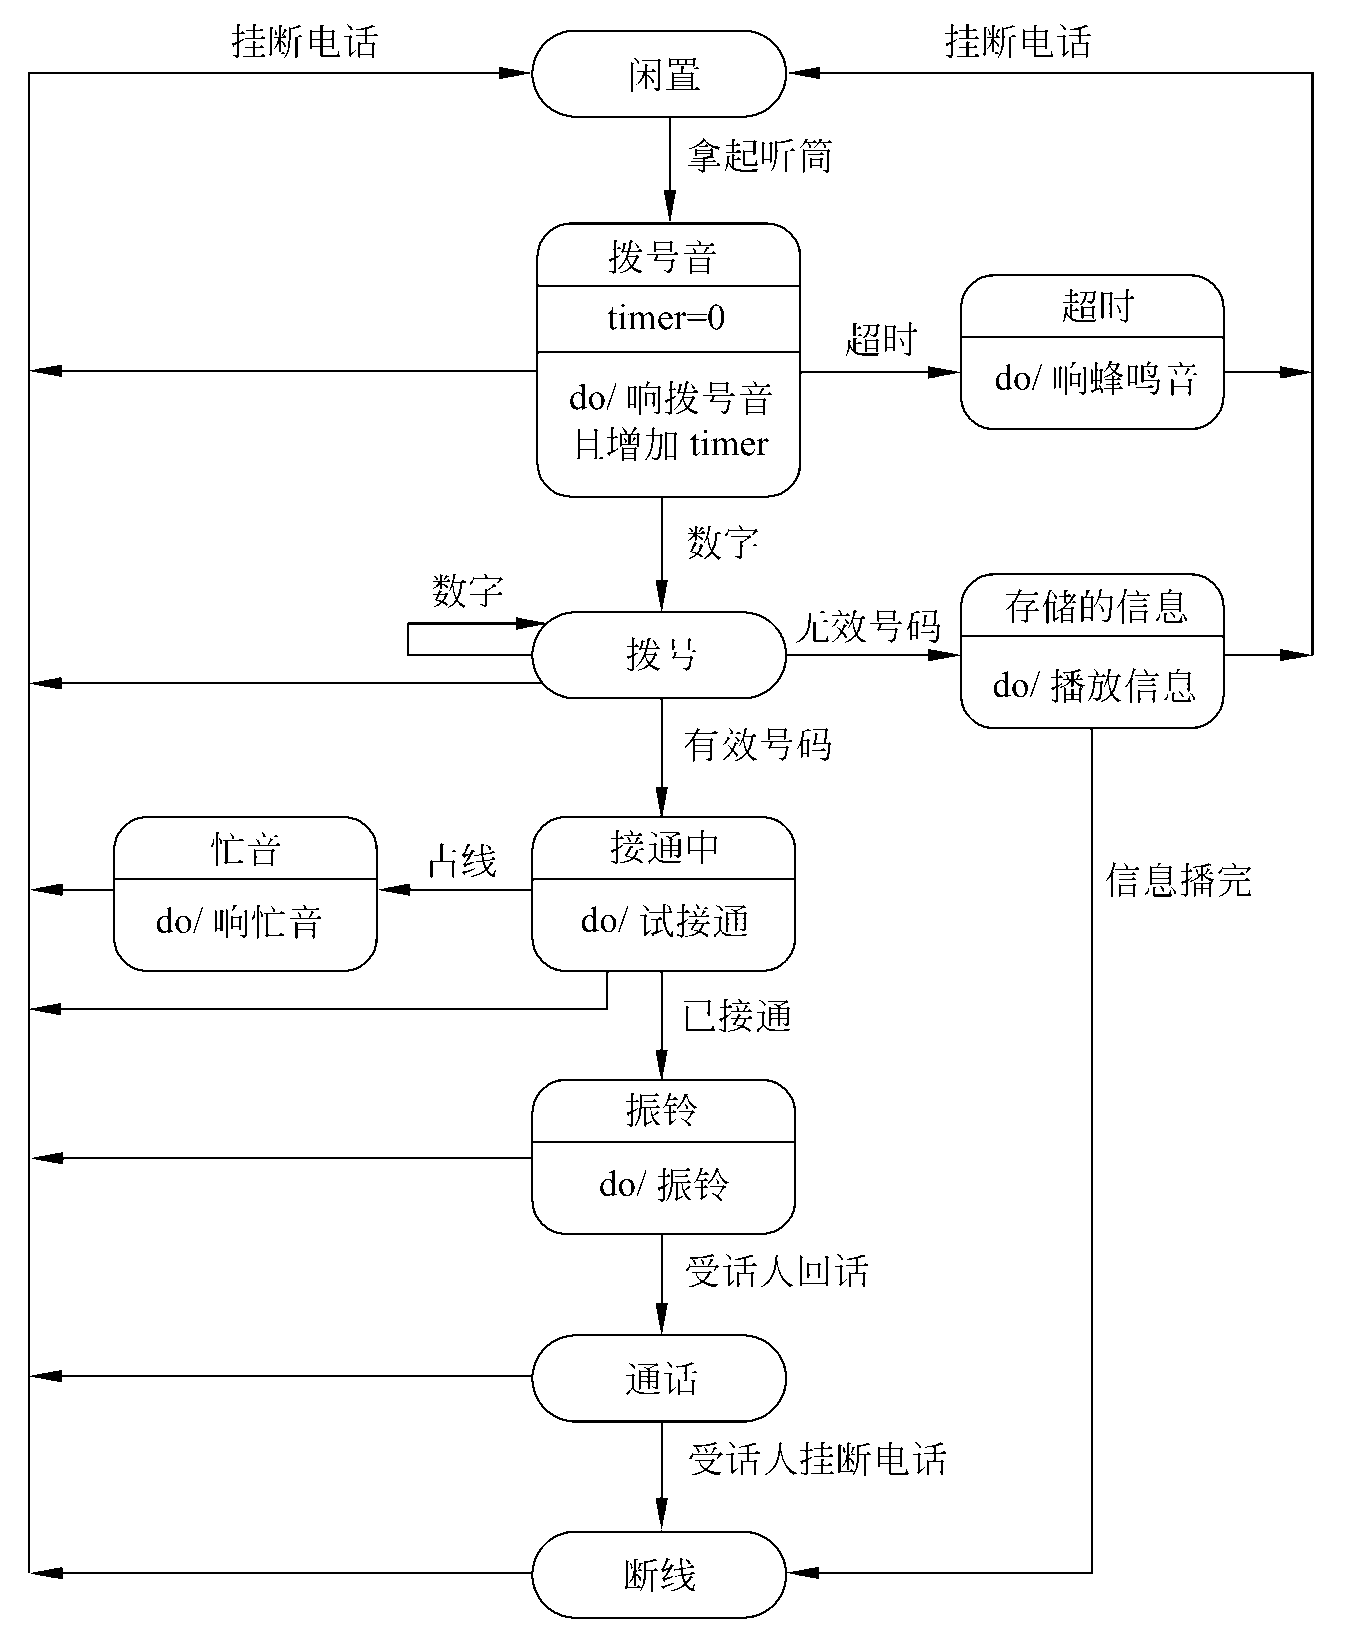 挂断电话
闲置
挂断电话
拿起听筒
拨号音
timer=0
do/ 响拨号音
且增加 timer
超时
超时
do/ 响蜂鸣音
数字
数字
拨号
无效号码
存储的信息
do/ 播放信息
有效号码
忙音
do/ 响忙音
占线
接通中
do/ 试接通
信息播完
已接通
振铃
do/ 振铃
受话人回话
通话
受话人挂断电话
断线